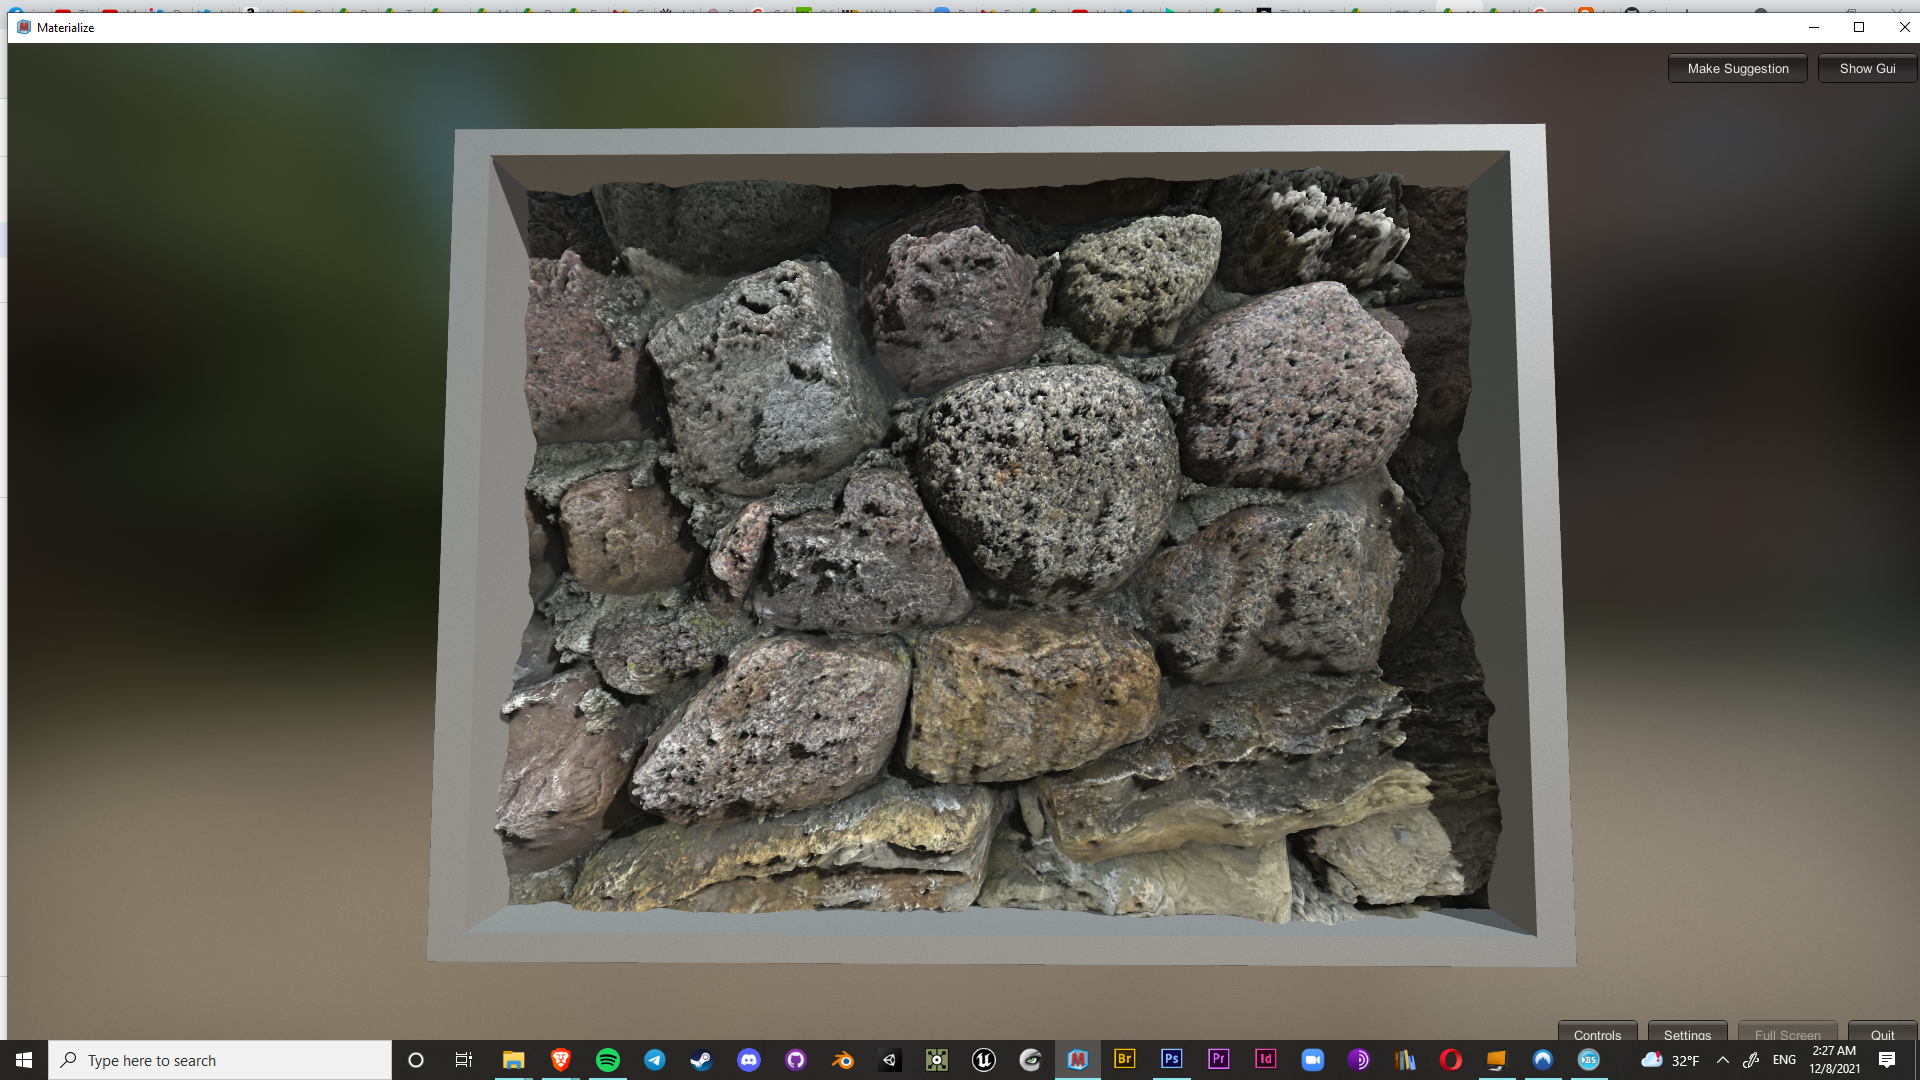 Materialize
Make Suggestion
Show Gui
Controls
Settings
Full Screen
Quit
Type here to search
Br
Ps
Pr
Id
32°F
ENG
2:27 AM
12/8/2021